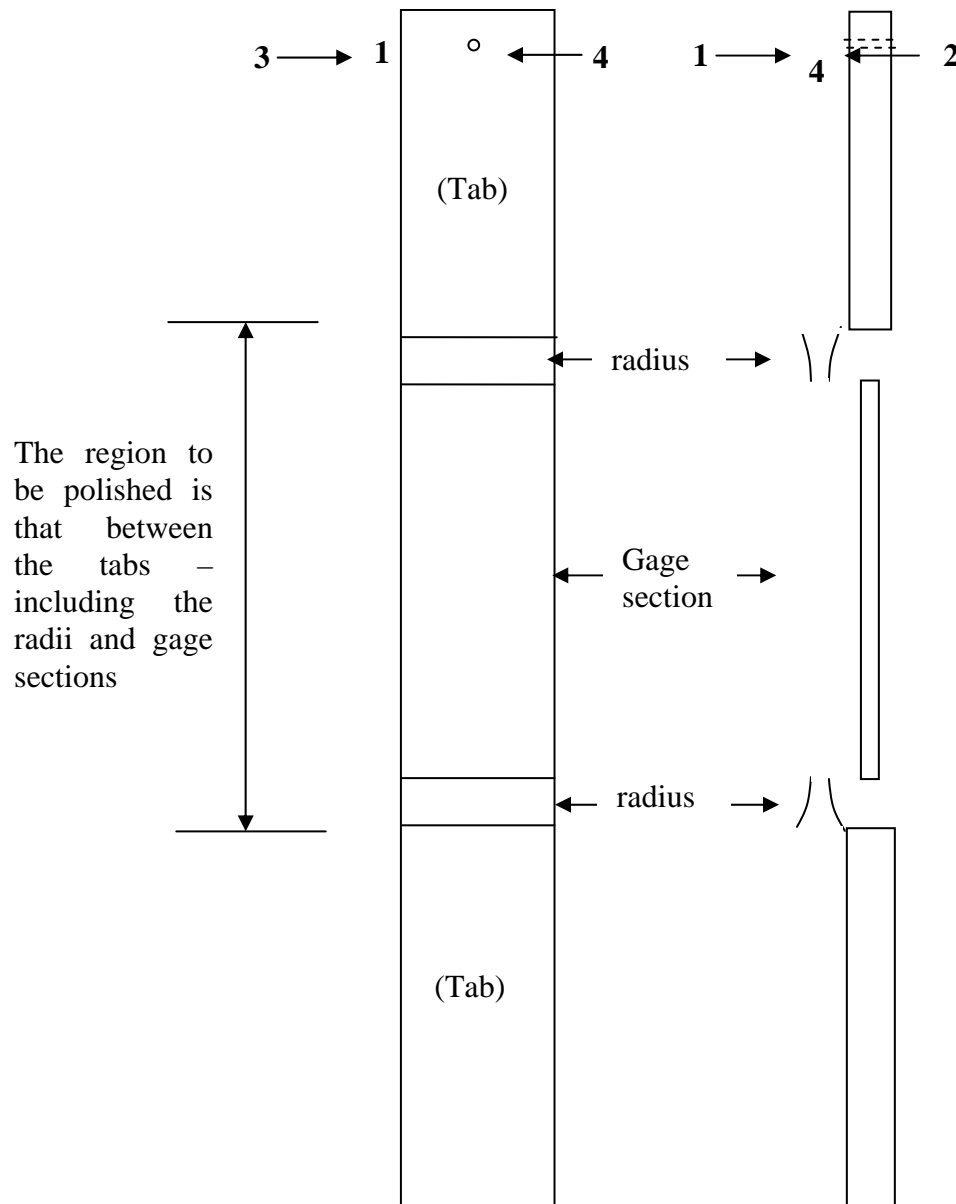 3 1 4 1 4 2
(Tab)
radius
The region to
be polished is
that between
the tabs –
including the
radii and gage
sections
Gage
section
radius
(Tab)